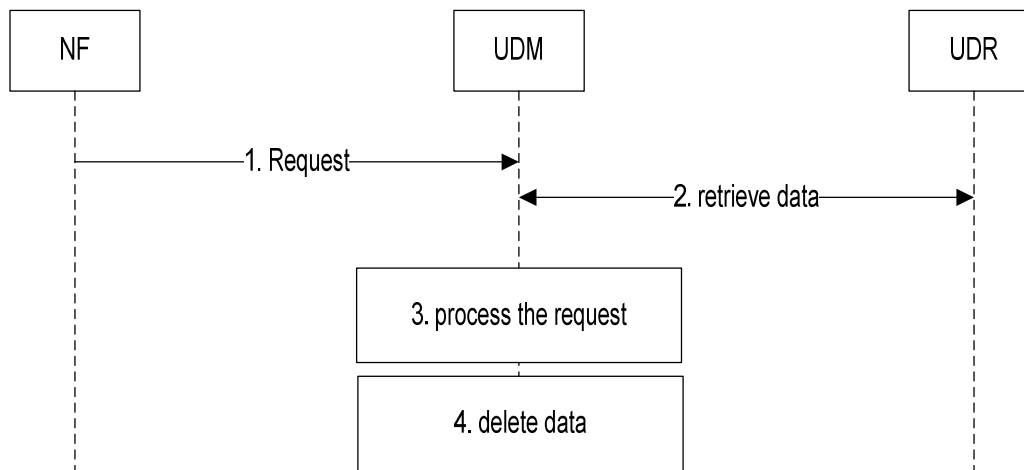 NF
UDM
UDR
1. Request
2. retrieve data
3. process the request
4. delete data